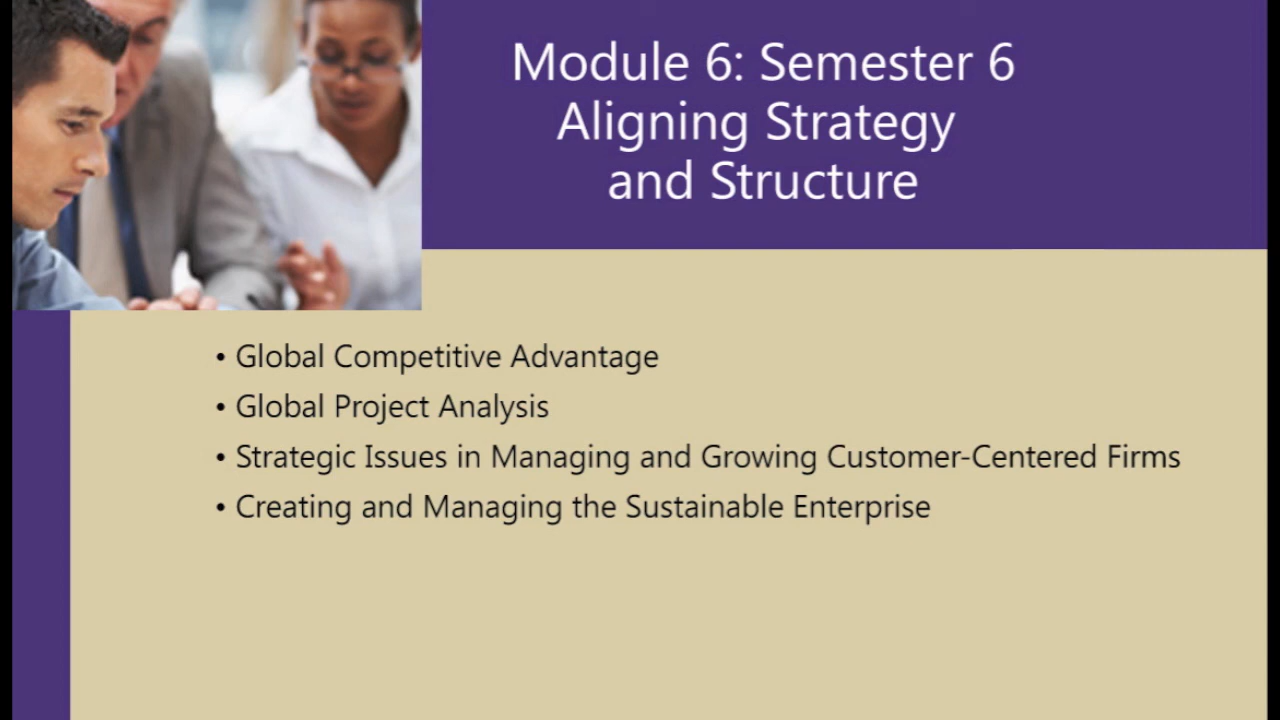 Module 6: Semester 6
Aligning Strategy
and Structure
• Global Competitive Advantage
• Global Project Analysis
• Strategic Issues in Managing and Growing Customer-Centered Firms
• Creating and Managing the Sustainable Enterprise